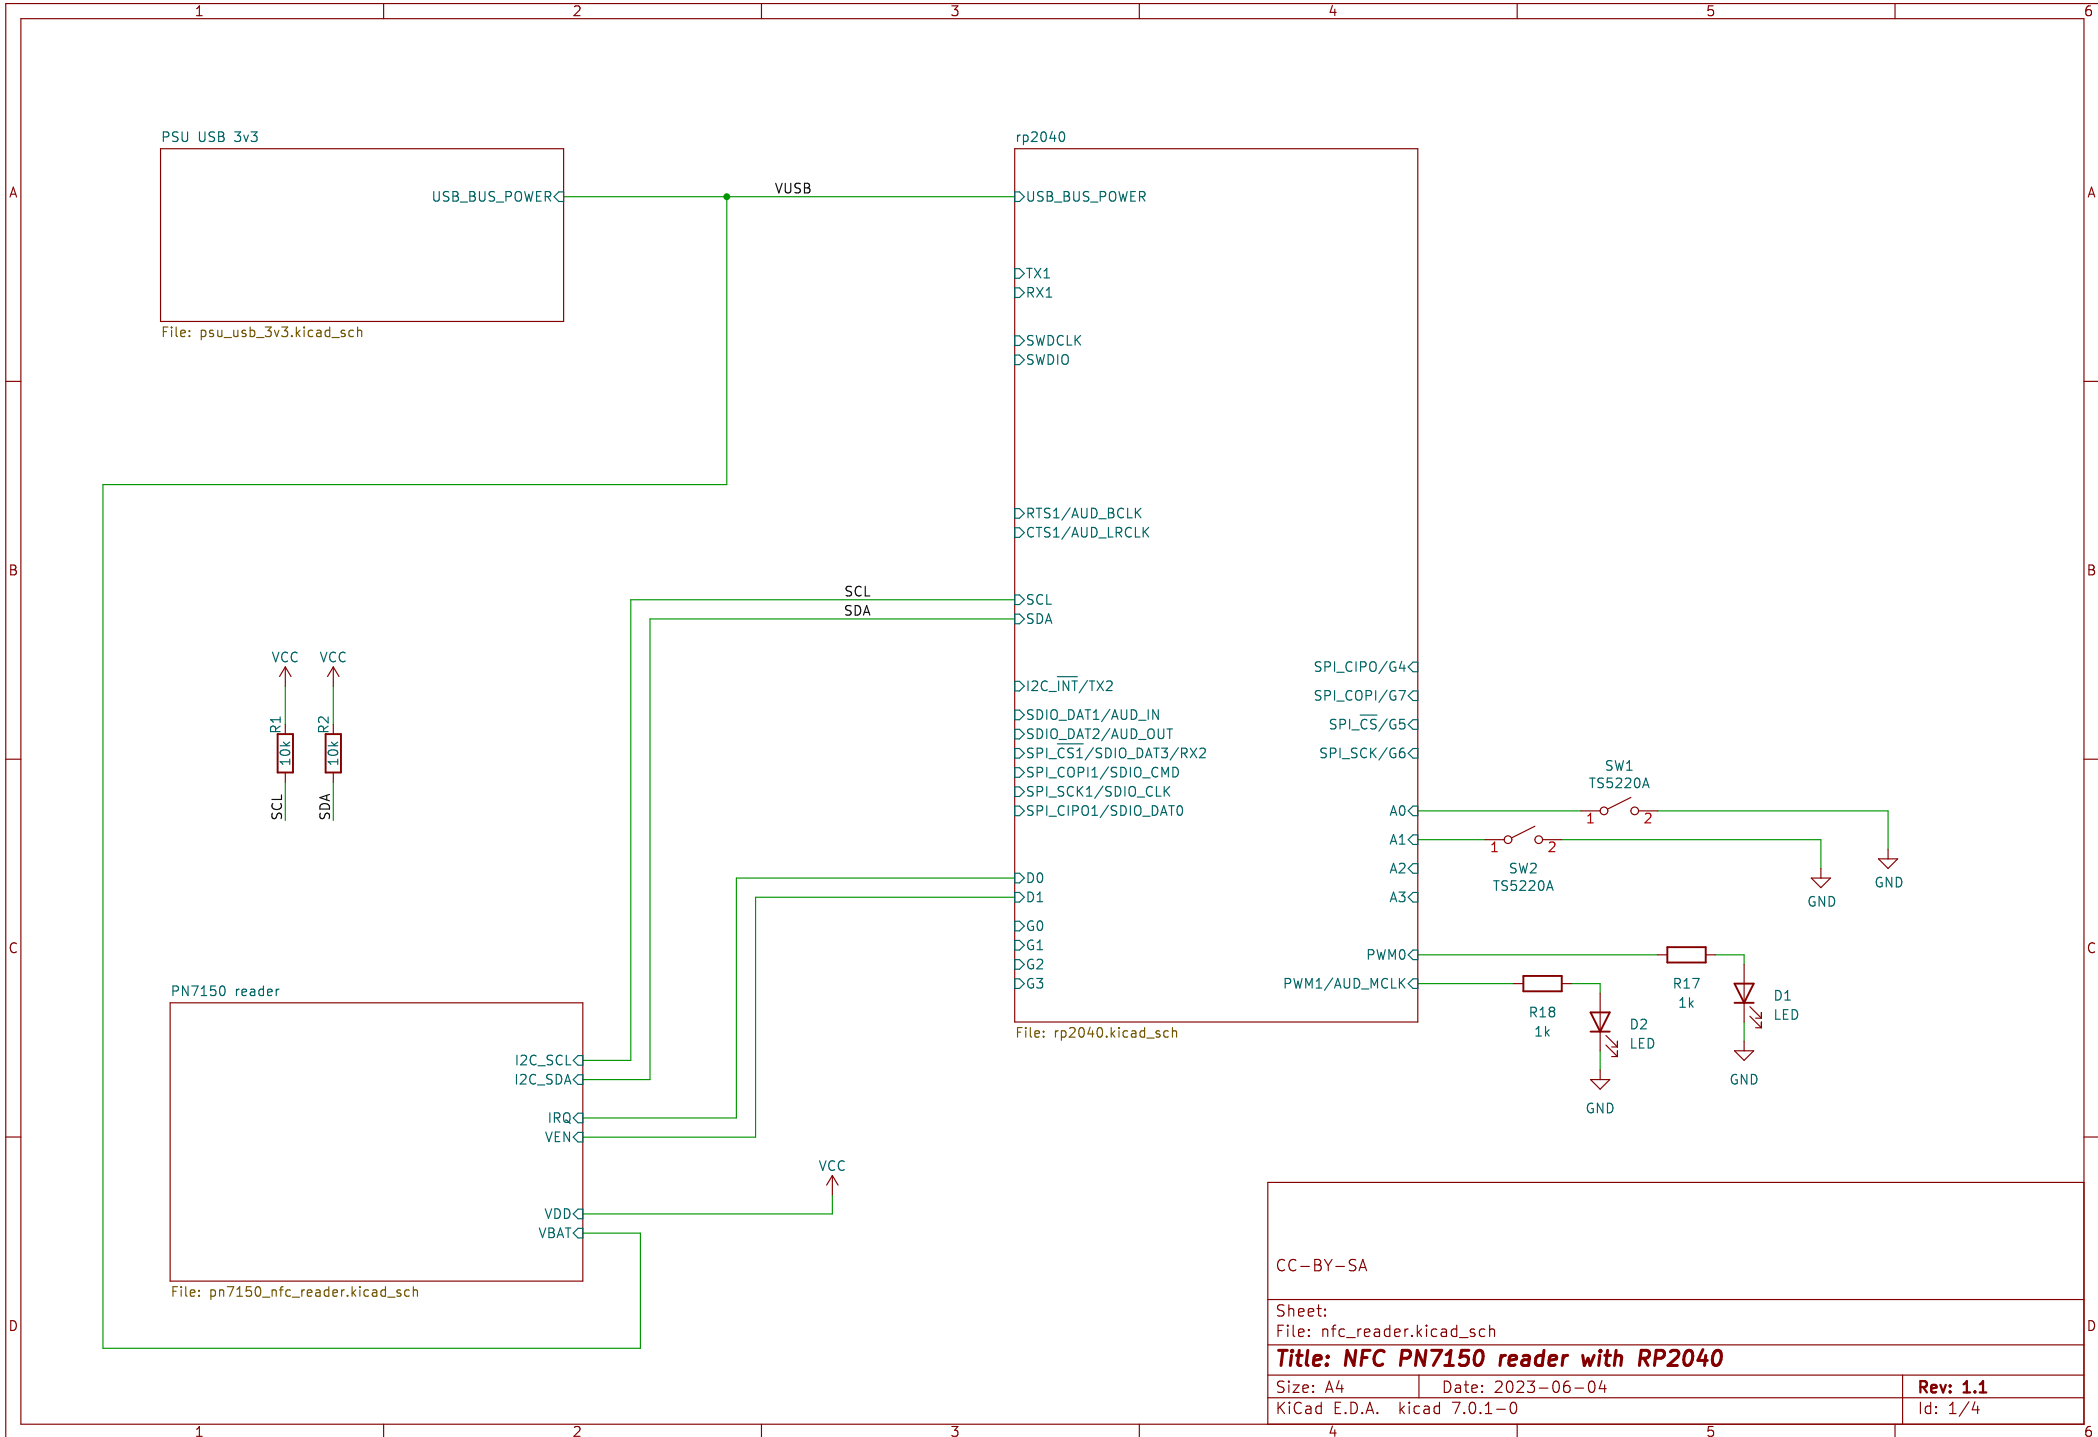 1 2 3 4 5 6
A A
B B
C C
D D
PSU USB 3v3
USB_BUS_POWER
File: psu_usb_3v3.kicad_sch
VUSB
rp2040
USB_BUS_POWER
TX1
RX1
SWDCLK
SWDIO
RTS1/AUD_BCLK
CTS1/AUD_LRCLK
SCL
SDA
SCL
SDA
I2C_INT/TX2
SDIO_DAT1/AUD_IN
SDIO_DAT2/AUD_OUT
SPI_CS1/SDIO_DAT3/RX2
SPI_COPI1/SDIO_CMD
SPI_SCK1/SDIO_CLK
SPI_CIPO1/SDIO_DAT0
D0
D1
G0
G1
G2
G3
SPI_CIPO/G4
SPI_COPI/G7
SPI_CS/G5
SPI_SCK/G6
A0
A1
A2
A3
PWM0
PWM1/AUD_MCLK
File: rp2040.kicad_sch
VCC VCC
R1 R2
10k 10k
SCL SDA
SW1
TS5220A
1 2
1 2
SW2
TS5220A
GND
GND
R17
1k
D1
LED
GND
R18
1k
D2
LED
GND
PN7150 reader
I2C_SCL
I2C_SDA
IRQ
VEN
VDD
VBAT
VCC
File: pn7150_nfc_reader.kicad_sch
CC-BY-SA
Sheet:
File: nfc_reader.kicad_sch
Title: NFC PN7150 reader with RP2040
Size: A4 Date: 2023-06-04 Rev: 1.1
KiCad E.D.A. kicad 7.0.1-0 Id: 1/4
1 2 3 4 5 6